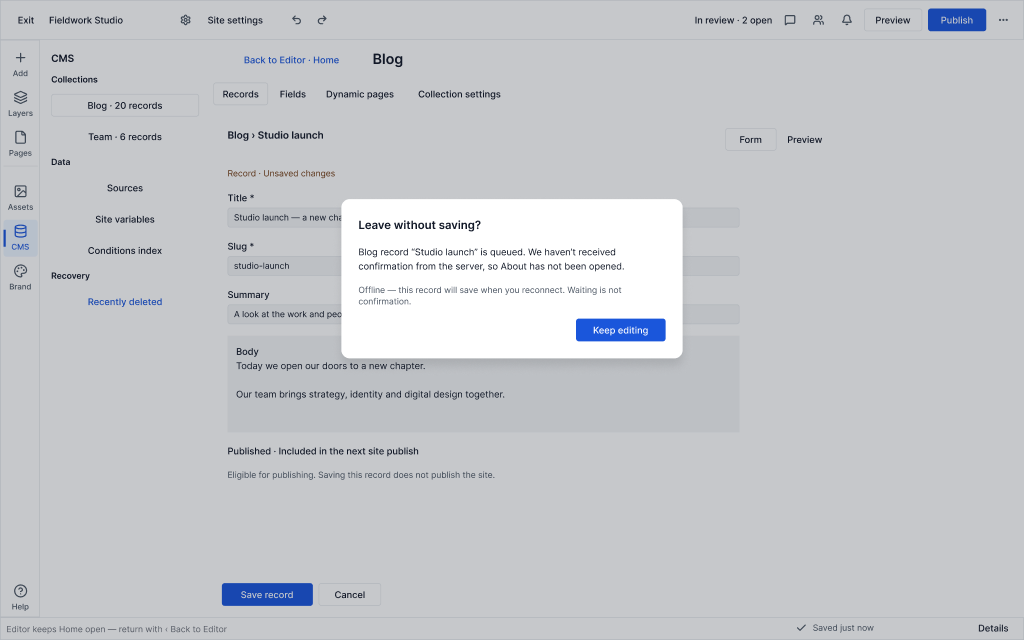 Exit
Fieldwork Studio
Site settings
In review · 2 open
Preview
Publish
Add
Layers
Pages
Assets
CMS
Brand
Help
CMS
Collections
Blog · 20 records
Team · 6 records
Data
Sources
Site variables
Conditions index
Recovery
Recently deleted
Back to Editor · Home
Blog
Records
Fields
Dynamic pages
Collection settings
Blog › Studio launch
Form
Preview
Record · Unsaved changes
Title *
Studio launch — a new cha
Slug *
studio-launch
Summary
A look at the work and peo
Body
Today we open our doors to a new chapter.
Our team brings strategy, identity and digital design together.
Published · Included in the next site publish
Eligible for publishing. Saving this record does not publish the site.
Save record
Cancel
Leave without saving?
Blog record “Studio launch” is queued. We haven’t received
confirmation from the server, so About has not been opened.
Offline — this record will save when you reconnect. Waiting is not
confirmation.
Keep editing
Editor keeps Home open — return with ‹ Back to Editor
Saved just now
Details